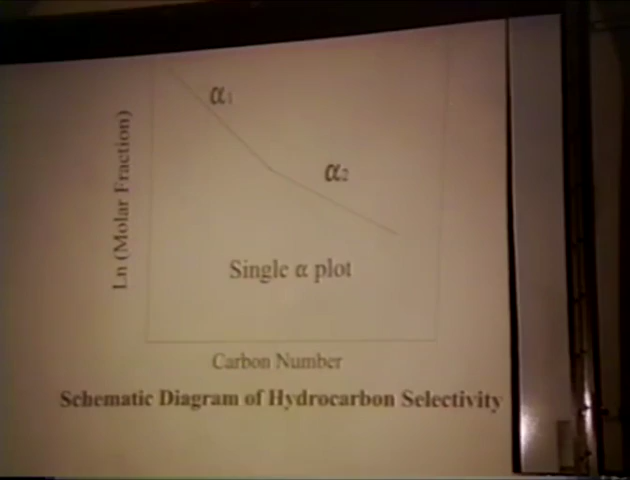 α1
α2
Ln (Molar Fraction)
Single α plot
Carbon Number
Schematic Diagram of Hydrocarbon Selectivity